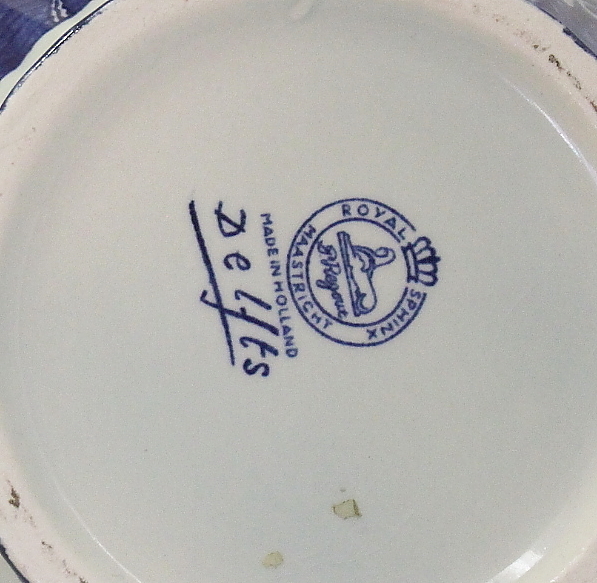 ROYAL SPHINX
MAASTRICHT
P. Regout
MADE IN HOLLAND
Delfts